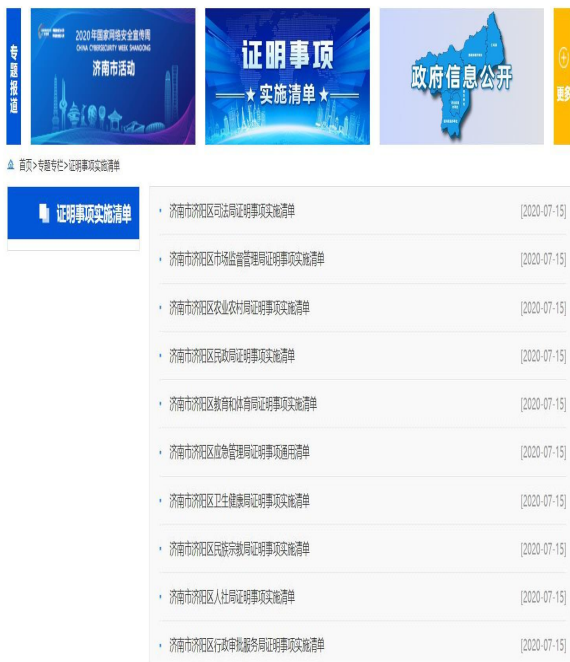 专题报道
2020年国家网络安全宣传周
CHINA CYBERSECURITY WEEK SHANDONG
济南市活动
证明事项
实施清单
政府信息公开
更多
首页>专题专栏>证明事项实施清单
证明事项实施清单
济南市济阳区司法局证明事项实施清单 [2020-07-15]
济南市济阳区市场监督管理局证明事项实施清单 [2020-07-15]
济南市济阳区农业农村局证明事项实施清单 [2020-07-15]
济南市济阳区民政局证明事项实施清单 [2020-07-15]
济南市济阳区教育和体育局证明事项实施清单 [2020-07-15]
济南市济阳区应急管理局证明事项通用清单 [2020-07-15]
济南市济阳区卫生健康局证明事项实施清单 [2020-07-15]
济南市济阳区民族宗教局证明事项实施清单 [2020-07-15]
济南市济阳区人社局证明事项实施清单 [2020-07-15]
济南市济阳区行政审批服务局证明事项实施清单 [2020-07-15]